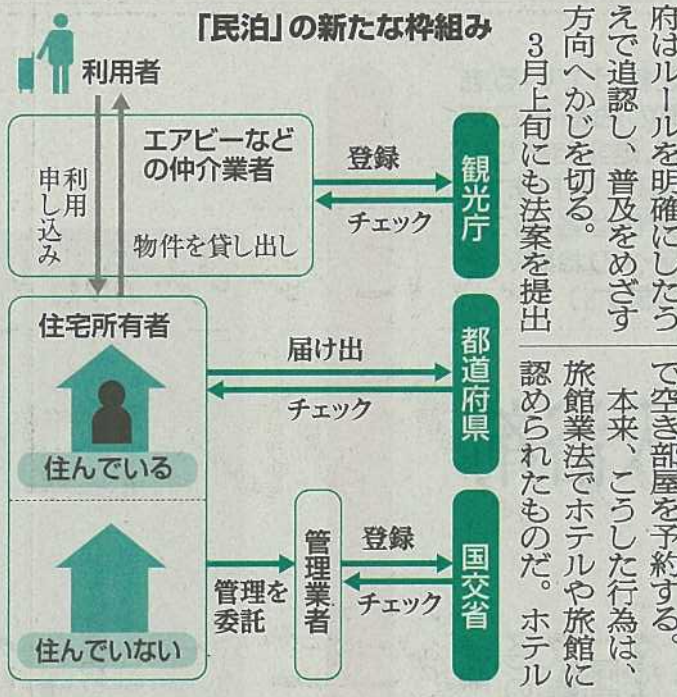 「民泊」の新たな枠組み
利用者
エアビーなど
の仲介業者
利用
申し込み
物件を貸し出し
登録
チェック
観光庁
住宅所有者
住んでいる
届け出
チェック
都道府県
住んでいない
管理を
委託
管理業者
登録
チェック
国交省
府はルールを明確にしたう
えで追認し、普及をめざす
方向へかじを切る。
3月上旬にも法案を提出
で空き部屋を予約する。
本来、こうした行為は、
旅館業法でホテルや旅館に
認められたものだ。ホテル